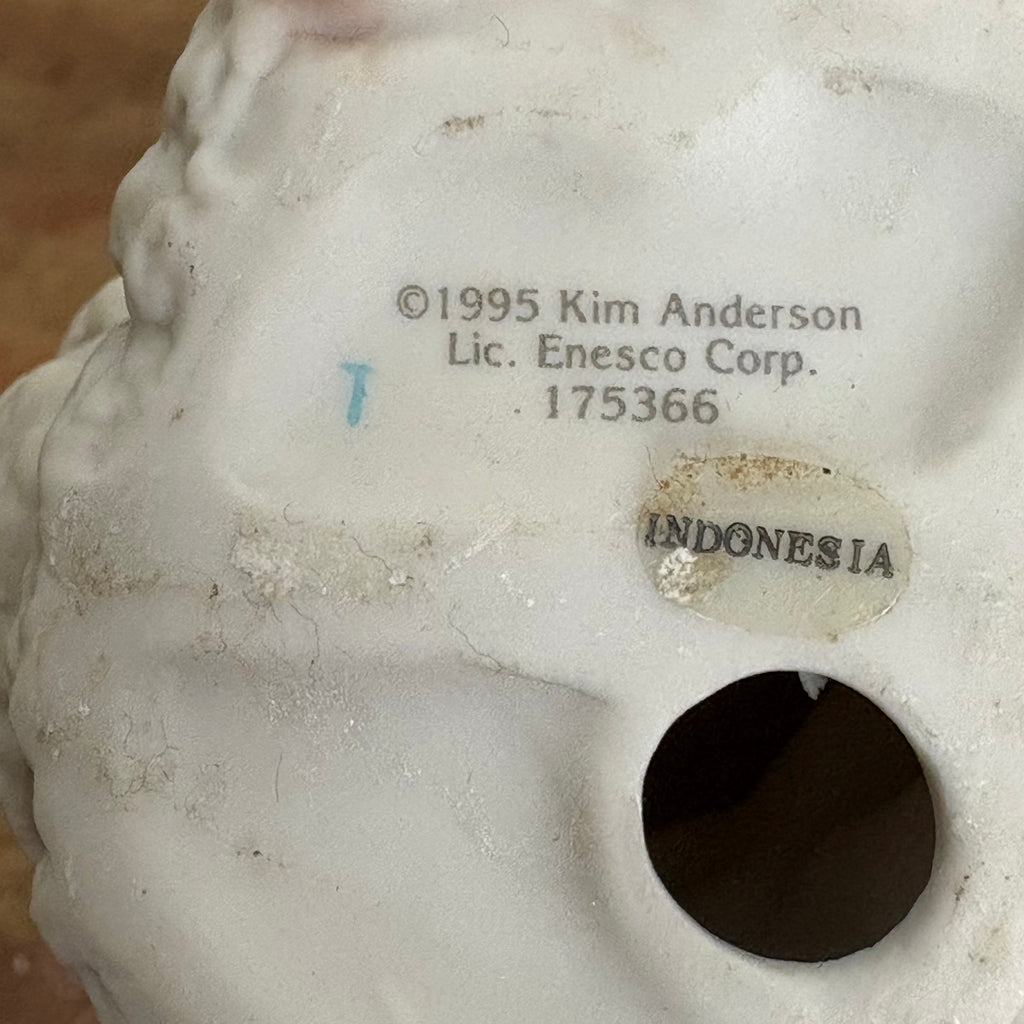 ©1995 Kim Anderson
Lic. Enesco Corp.
T
175366
INDONESIA